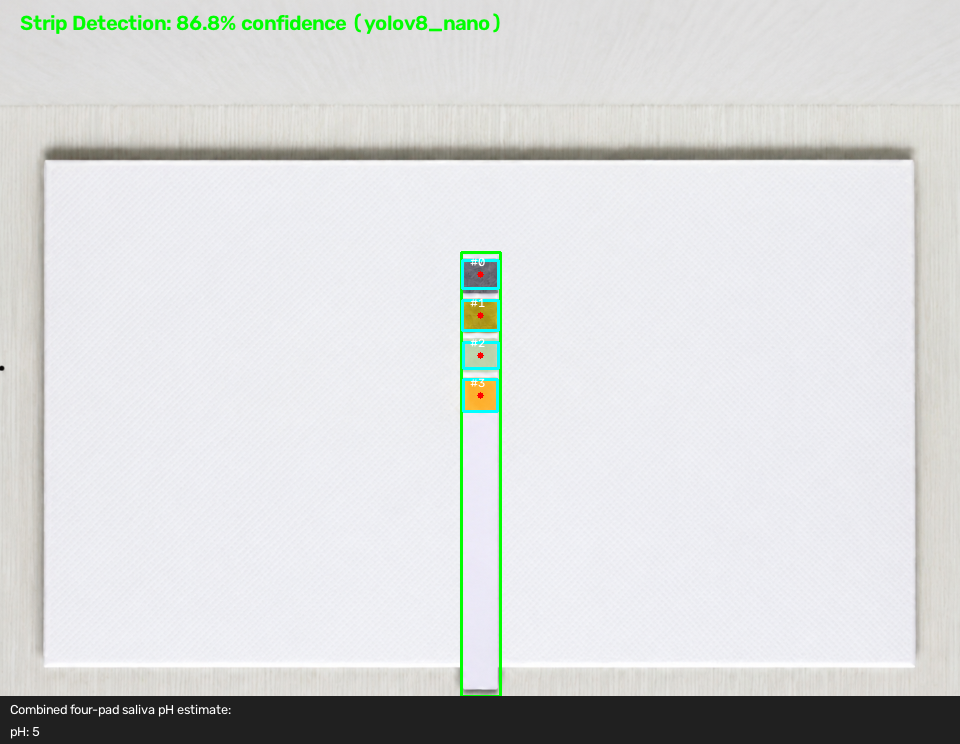 Strip Detection: 86.8% confidence (yolov8_nano)
#0
#1
#2
#3
Combined four-pad saliva pH estimate:
pH: 5